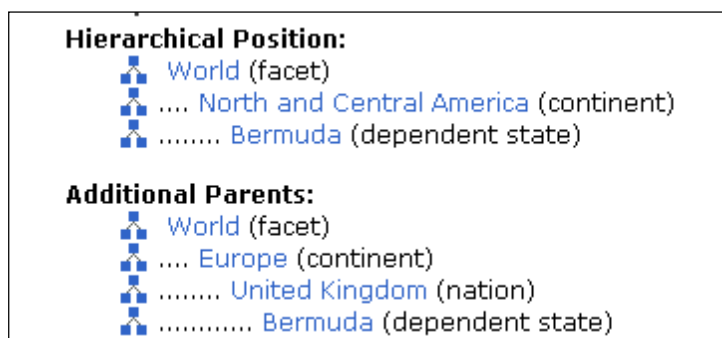 Hierarchical Position:
World (facet)
.... North and Central America (continent)
........ Bermuda (dependent state)
Additional Parents:
World (facet)
.... Europe (continent)
........ United Kingdom (nation)
............ Bermuda (dependent state)